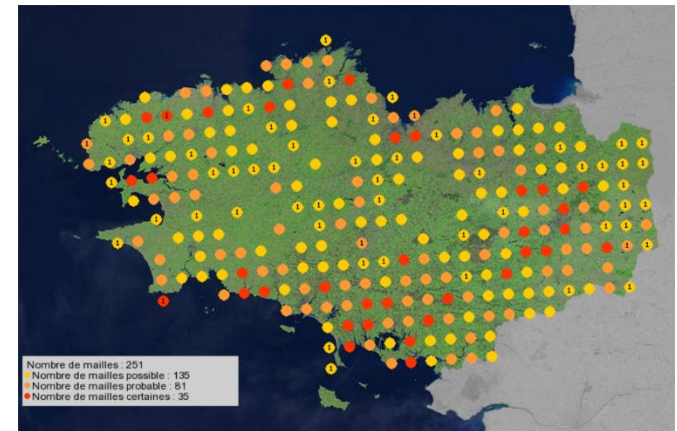 Nombre de mailles : 251
Nombre de mailles possible : 135
Nombre de mailles probable : 81
Nombre de mailles certaines : 35